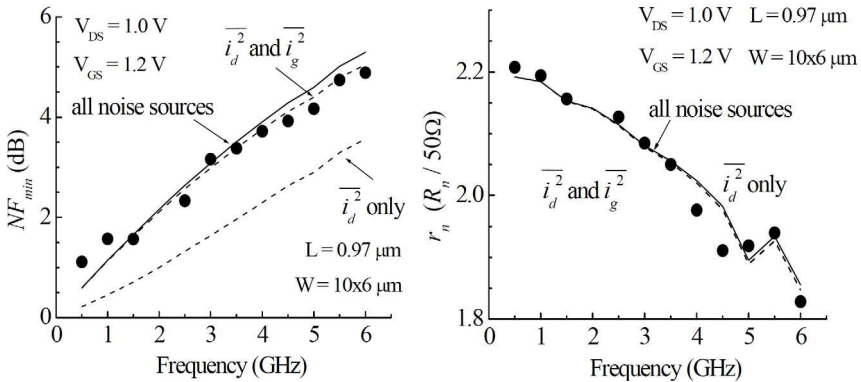 6
4
2
0
NFmin (dB)
V_DS = 1.0 V
V_GS = 1.2 V
i_d² and i_g²
all noise sources
i_d² only
L = 0.97 μm
W = 10x6 μm
0 1 2 3 4 5 6
Frequency (GHz)
2.2
2.0
1.8
r_n (R_n / 50Ω)
V_DS = 1.0 V L = 0.97 μm
V_GS = 1.2 V W = 10x6 μm
all noise sources
i_d² and i_g²
i_d² only
0 1 2 3 4 5 6
Frequency (GHz)